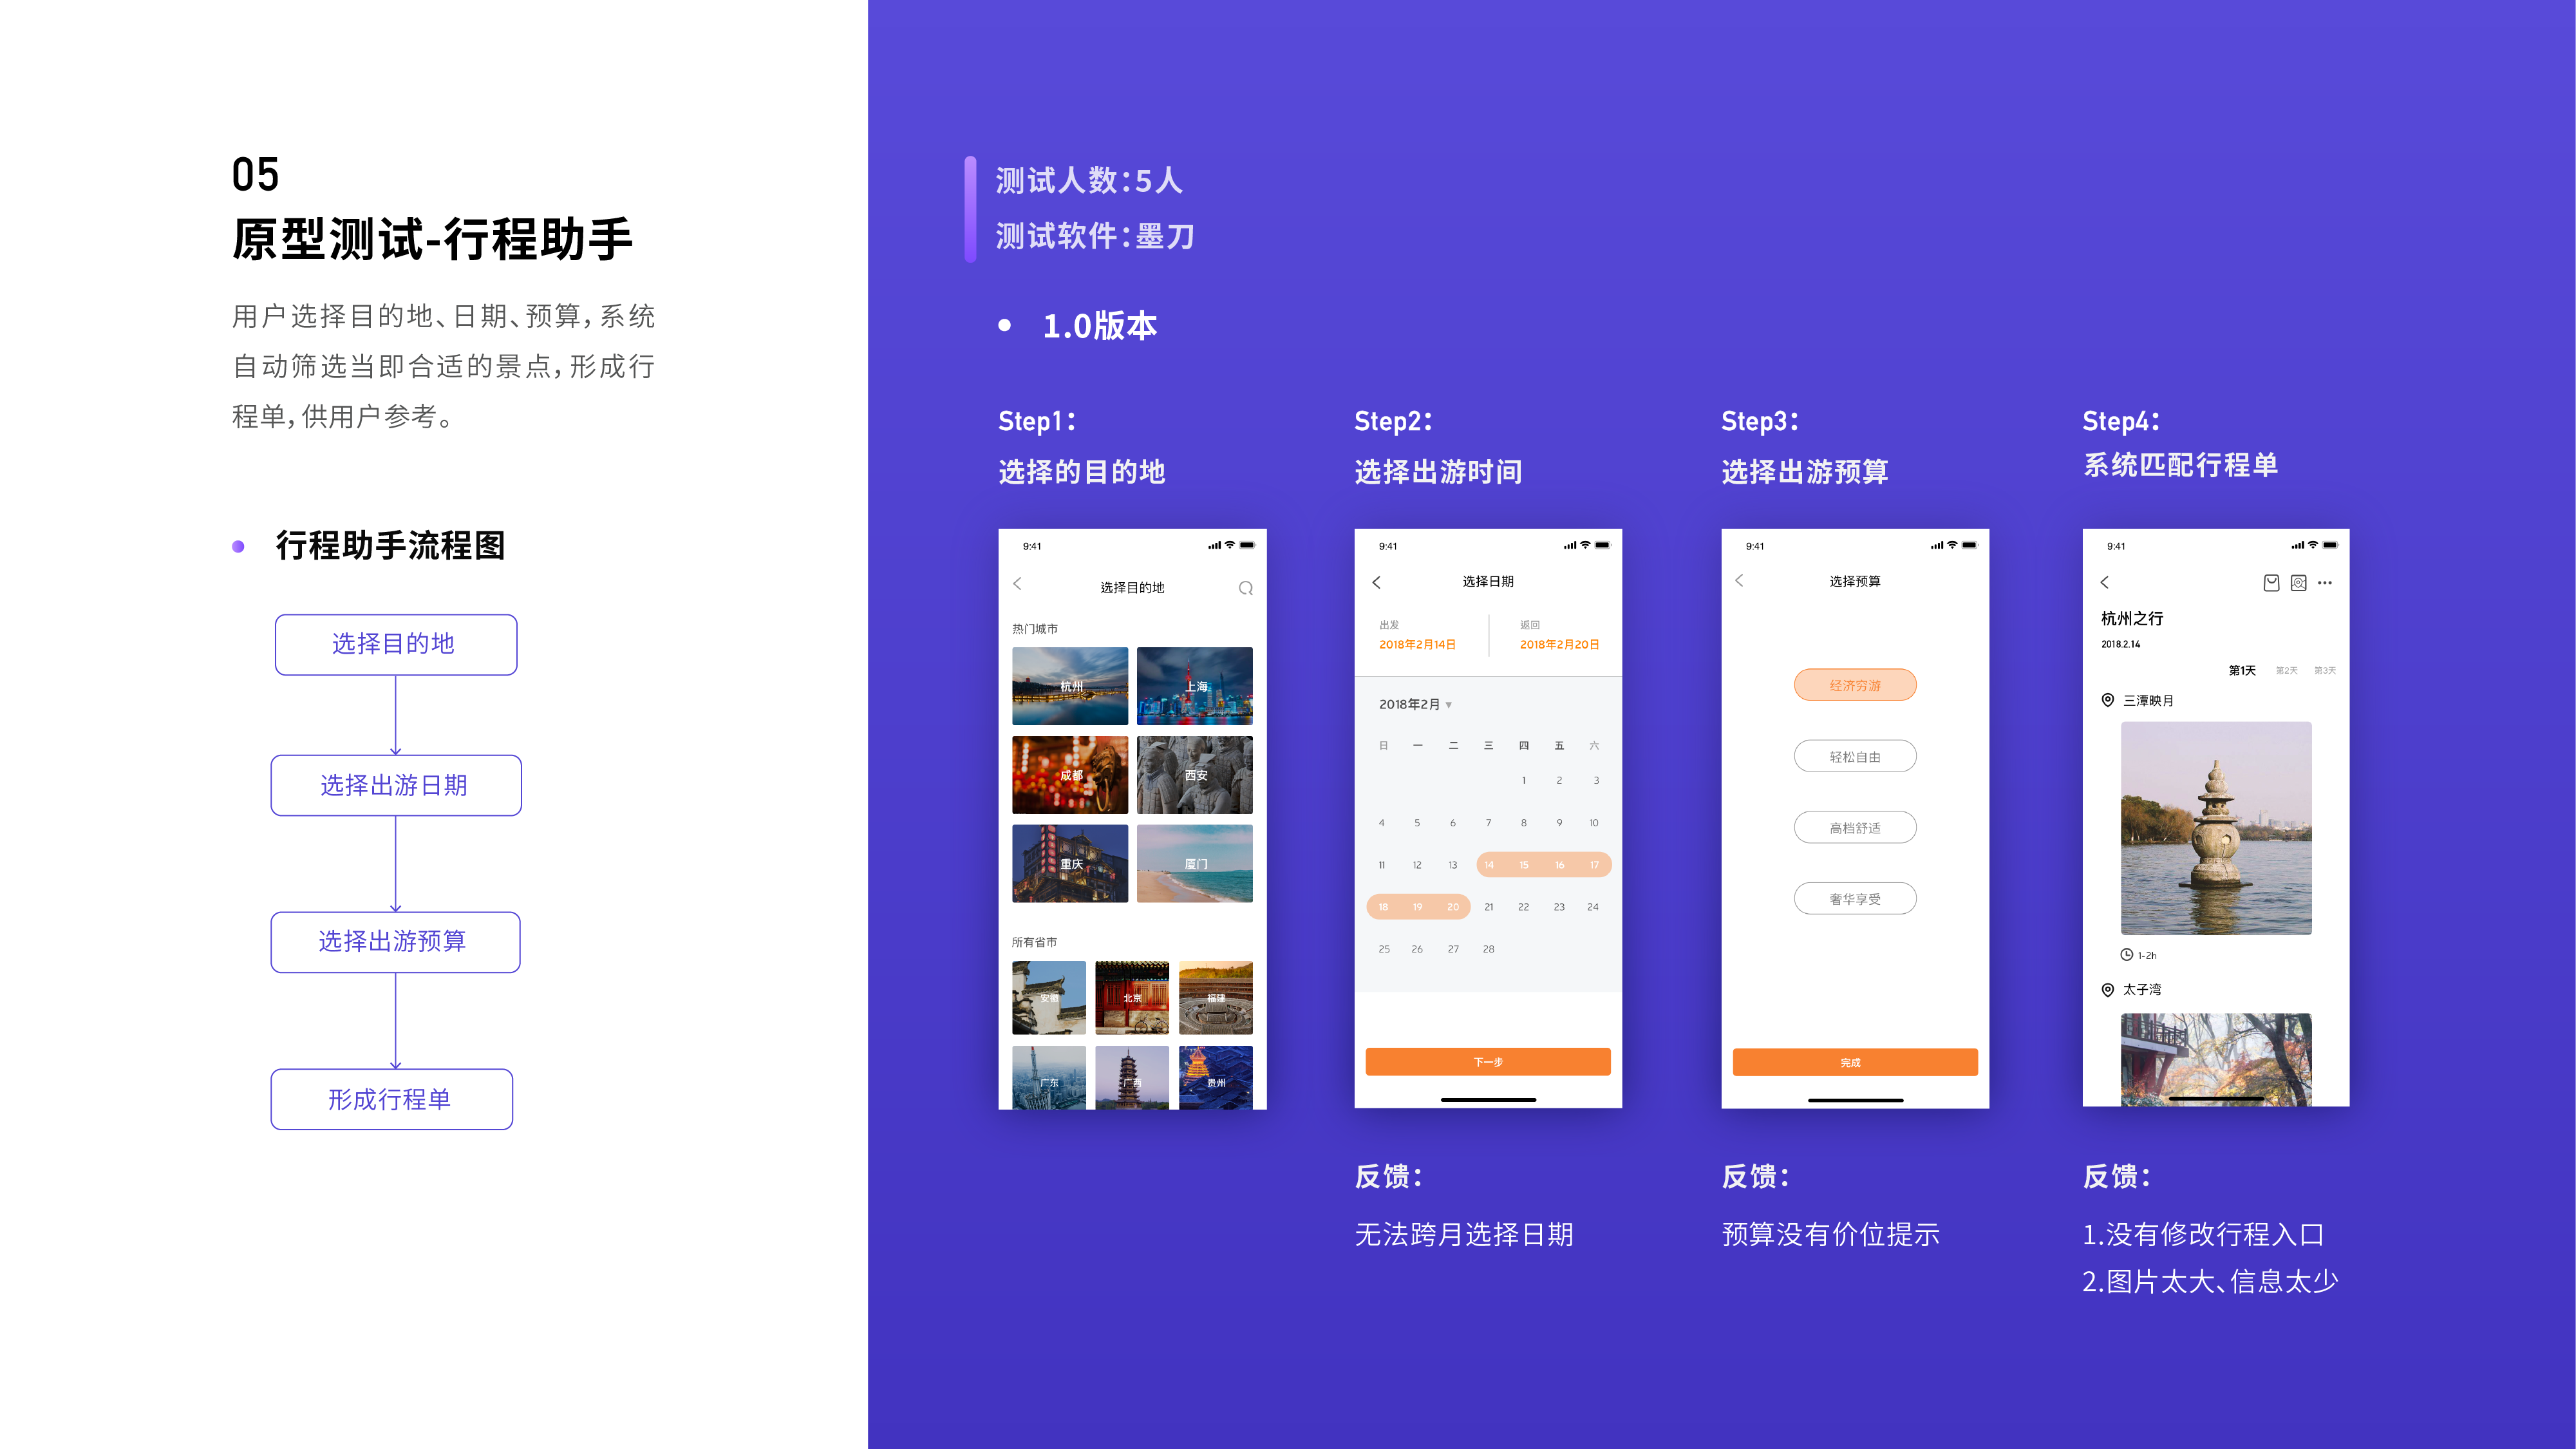 05
原型测试-行程助手
用户选择目的地、日期、预算，系统
自动筛选当即合适的景点，形成行
程单，供用户参考。
行程助手流程图
选择目的地
选择出游日期
选择出游预算
形成行程单
测试人数：5人
测试软件：墨刀
1.0版本
Step1：
选择的目的地
9:41
选择目的地
热门城市
杭州 上海
成都 西安
重庆 厦门
所有省市
安徽 北京 福建
广东 广西 贵州
Step2：
选择出游时间
9:41
选择日期
出发 返回
2018年2月14日 2018年2月20日
2018年2月
日 一 二 三 四 五 六
1 2 3
4 5 6 7 8 9 10
11 12 13 14 15 16 17
18 19 20 21 22 23 24
25 26 27 28
下一步
反馈：
无法跨月选择日期
Step3：
选择出游预算
9:41
选择预算
经济穷游
轻松自由
高档舒适
奢华享受
完成
反馈：
预算没有价位提示
Step4：
系统匹配行程单
9:41
杭州之行
2018.2.14
第1天 第2天 第3天
三潭映月
1-2h
太子湾
反馈：
1.没有修改行程入口
2.图片太大、信息太少